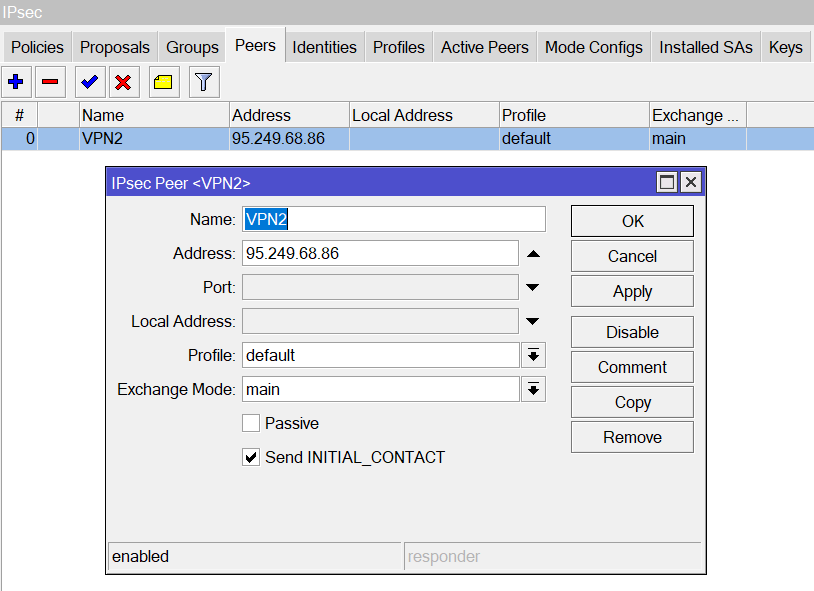 IPsec
Policies Proposals Groups Peers Identities Profiles Active Peers Mode Configs Installed SAs Keys
# Name Address Local Address Profile Exchange ...
0 VPN2 95.249.68.86 default main
IPsec Peer <VPN2>
Name: VPN2
OK
Address: 95.249.68.86
Cancel
Port:
Apply
Local Address:
Disable
Profile: default
Comment
Exchange Mode: main
Copy
Passive
Remove
Send INITIAL_CONTACT
enabled responder